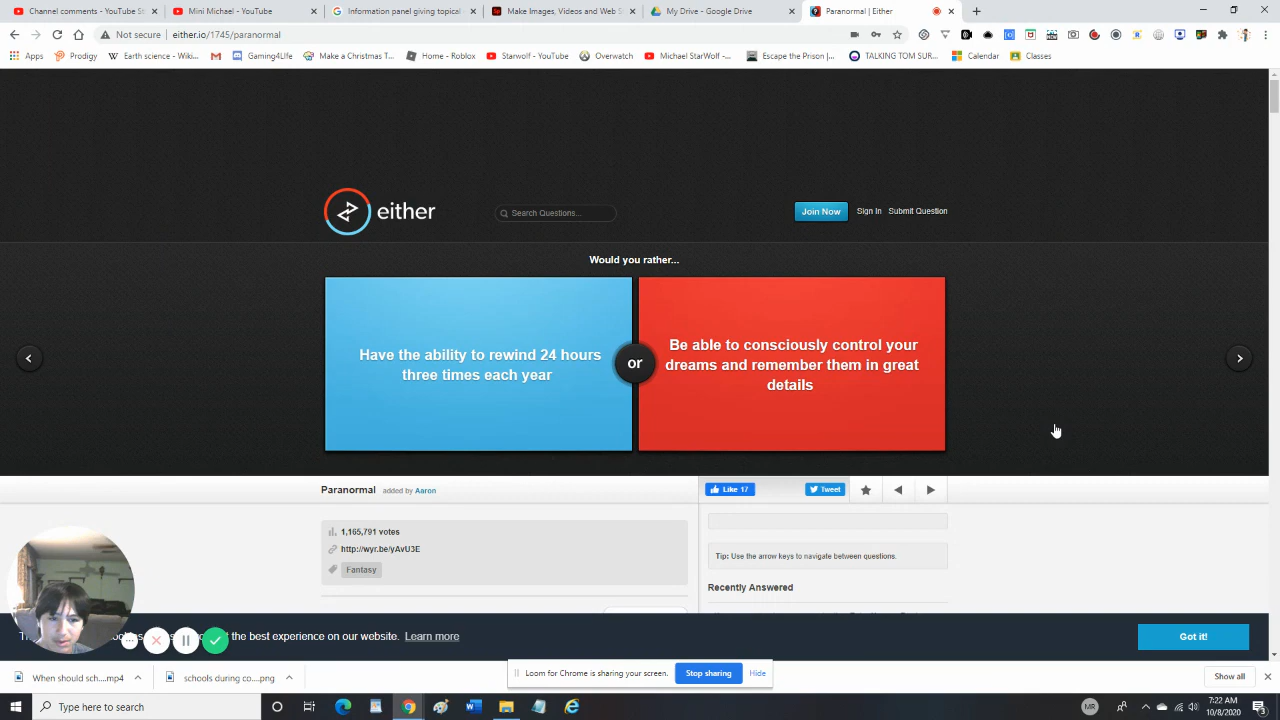 Channel comments - YouTube St
Mini Michael - YouTube
Information panel giving topical
Make Images, Videos and Web S
My Drive - Google Drive
Paranormal | Either
Not secure | either.io/1745/paranormal
Apps
Prodigy
Earth science - Wiki...
Gaming4Life
Make a Christmas T...
Home - Roblox
Starwolf - YouTube
Overwatch
Michael StarWolf -...
Escape the Prison |...
TALKING TOM SUR...
Calendar
Classes
either
Search Questions...
Join Now
Sign In
Submit Question
Would you rather...
Have the ability to rewind 24 hours
three times each year
or
Be able to consciously control your
dreams and remember them in great
details
Paranormal added by Aaron
Like 17
Tweet
1,165,791 votes
http://wyr.be/yAvU3E
Fantasy
Tip: Use the arrow keys to navigate between questions.
Recently Answered
the best experience on our website. Learn more
Got it!
When should sch....mp4
schools during co....png
Loom for Chrome is sharing your screen.
Stop sharing
Hide
Show all
Type here to search
MR
7:22 AM
10/8/2020